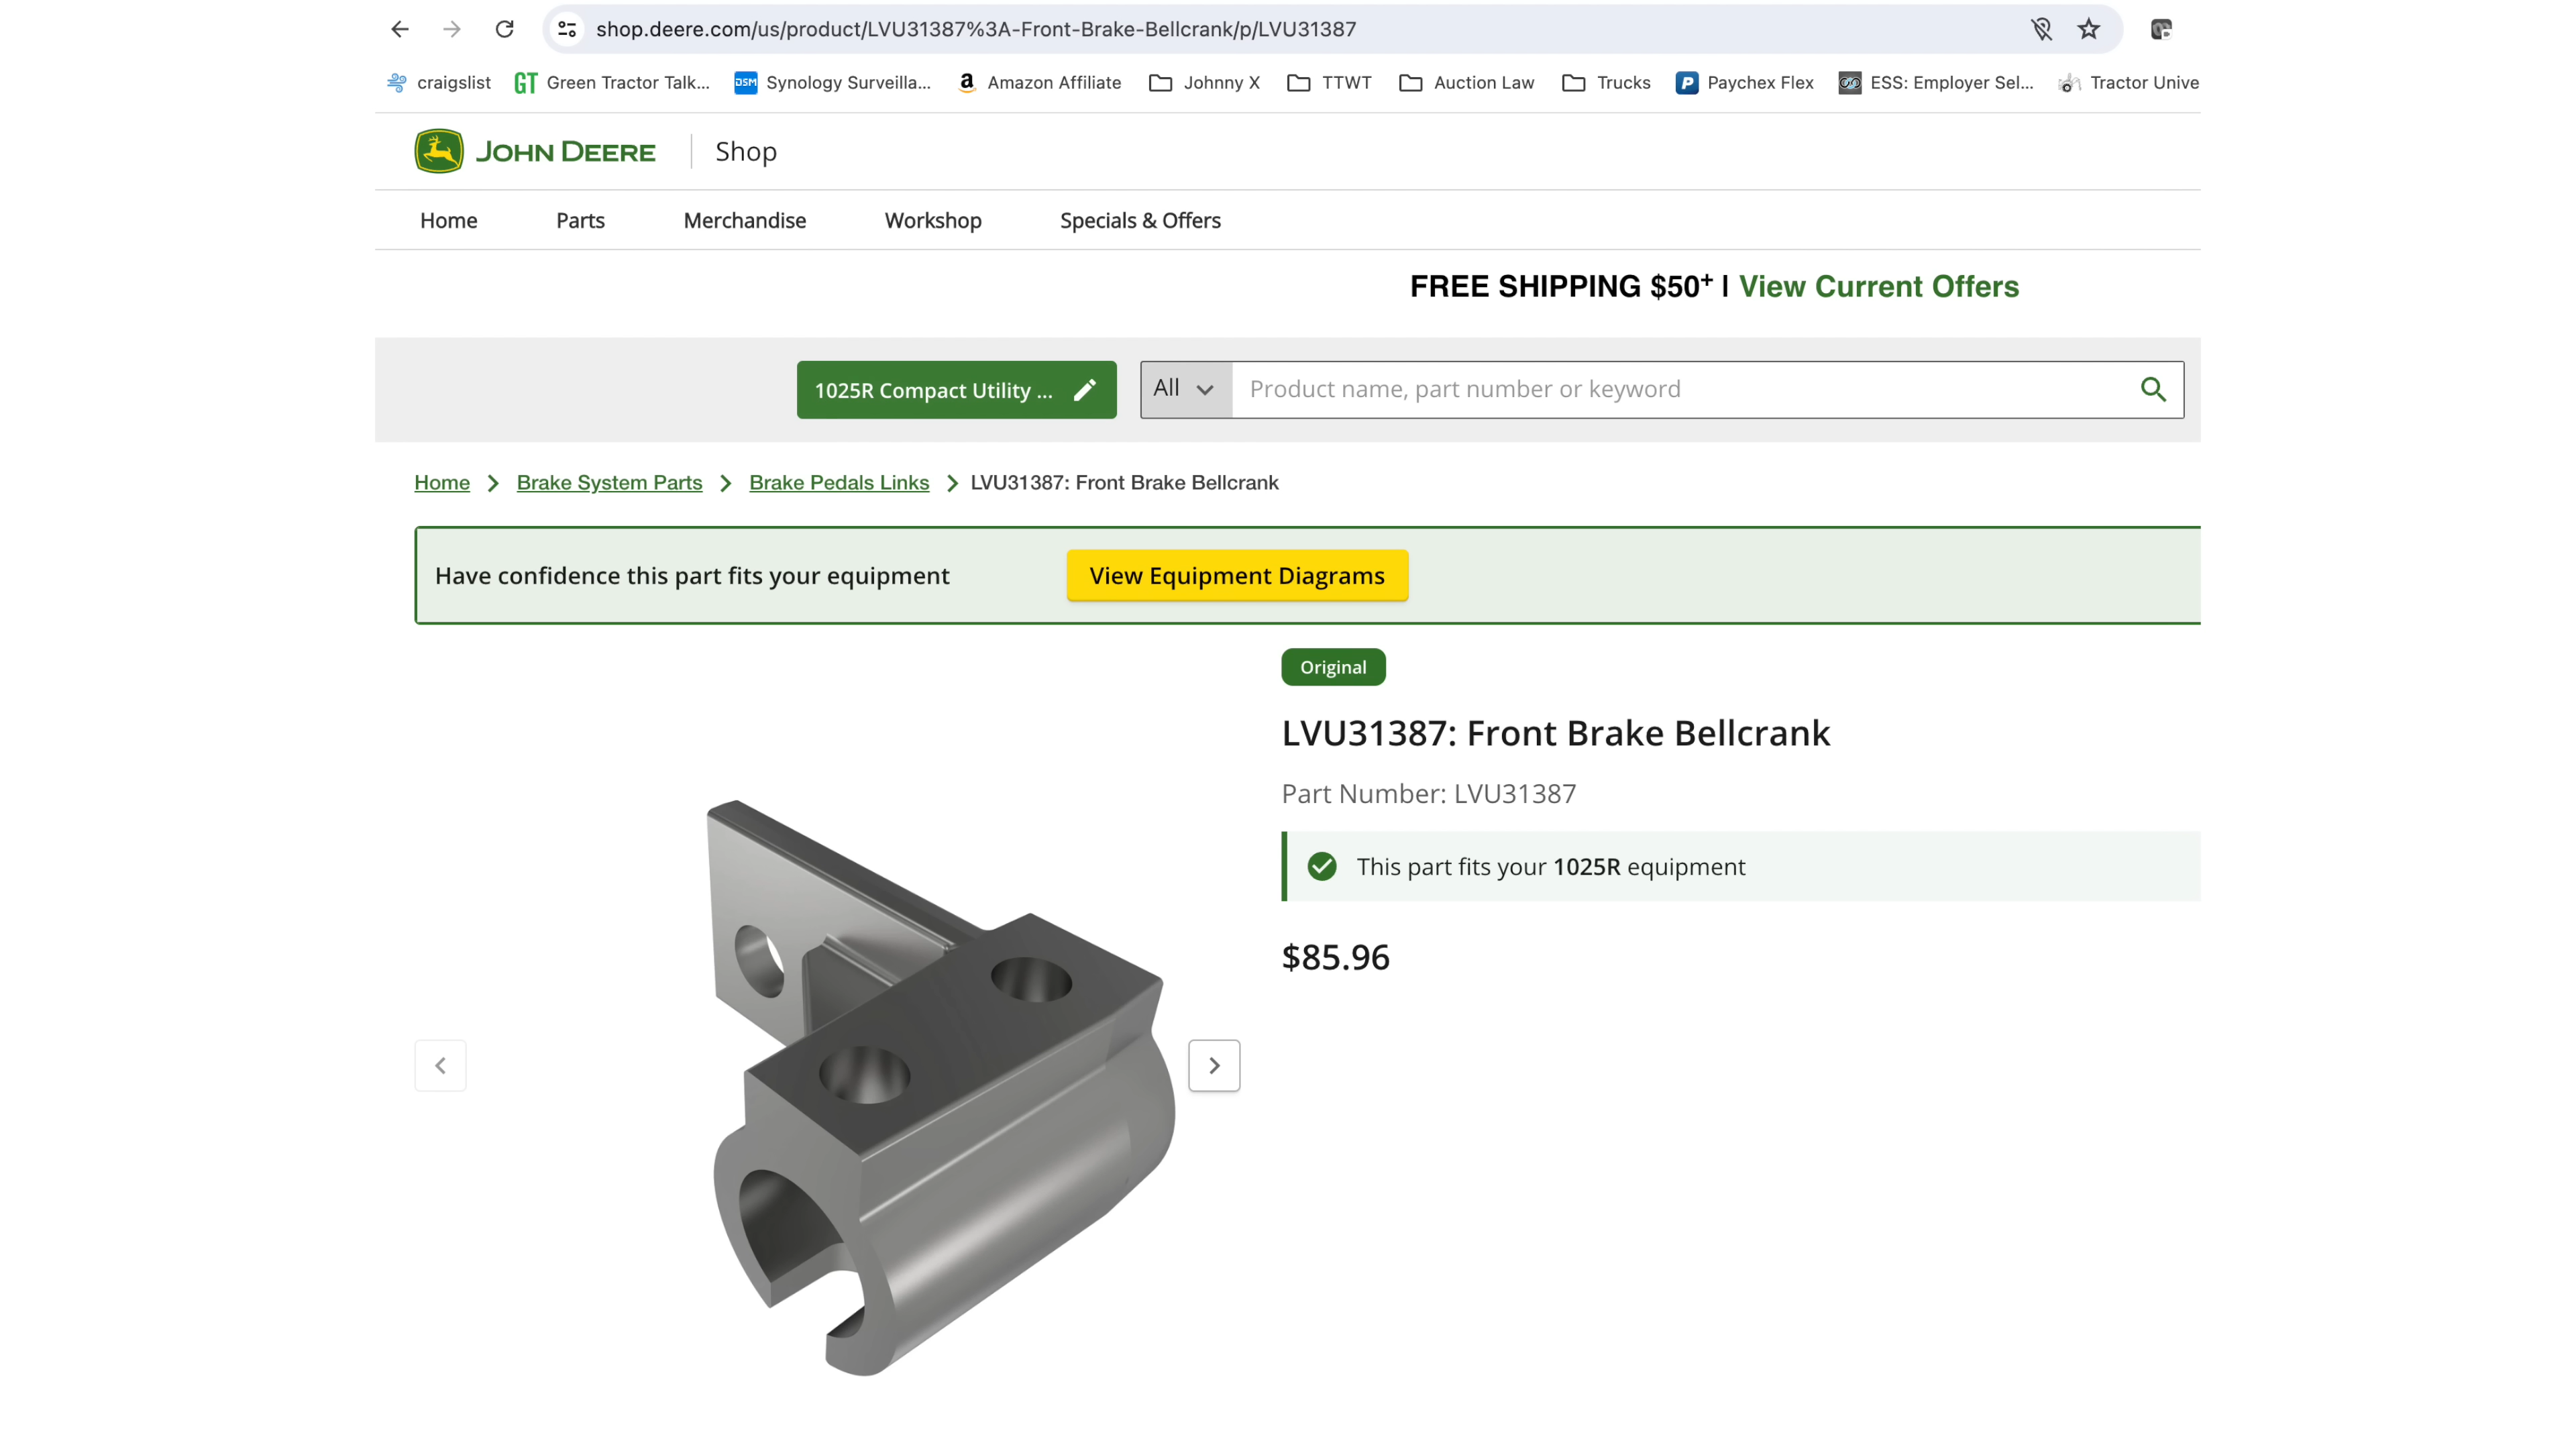 shop.deere.com/us/product/LVU31387%3A-Front-Brake-Bellcrank/p/LVU31387
craigslist GT Green Tractor Talk... DSM Synology Surveilla... a Amazon Affiliate Johnny X TTWT Auction Law Trucks P Paychex Flex ESS: Employer Sel... Tractor Unive
JOHN DEERE Shop
Home Parts Merchandise Workshop Specials & Offers
FREE SHIPPING $50+ | View Current Offers
1025R Compact Utility ... All Product name, part number or keyword
Home > Brake System Parts > Brake Pedals Links > LVU31387: Front Brake Bellcrank
Have confidence this part fits your equipment View Equipment Diagrams
Original
LVU31387: Front Brake Bellcrank
Part Number: LVU31387
This part fits your 1025R equipment
$85.96